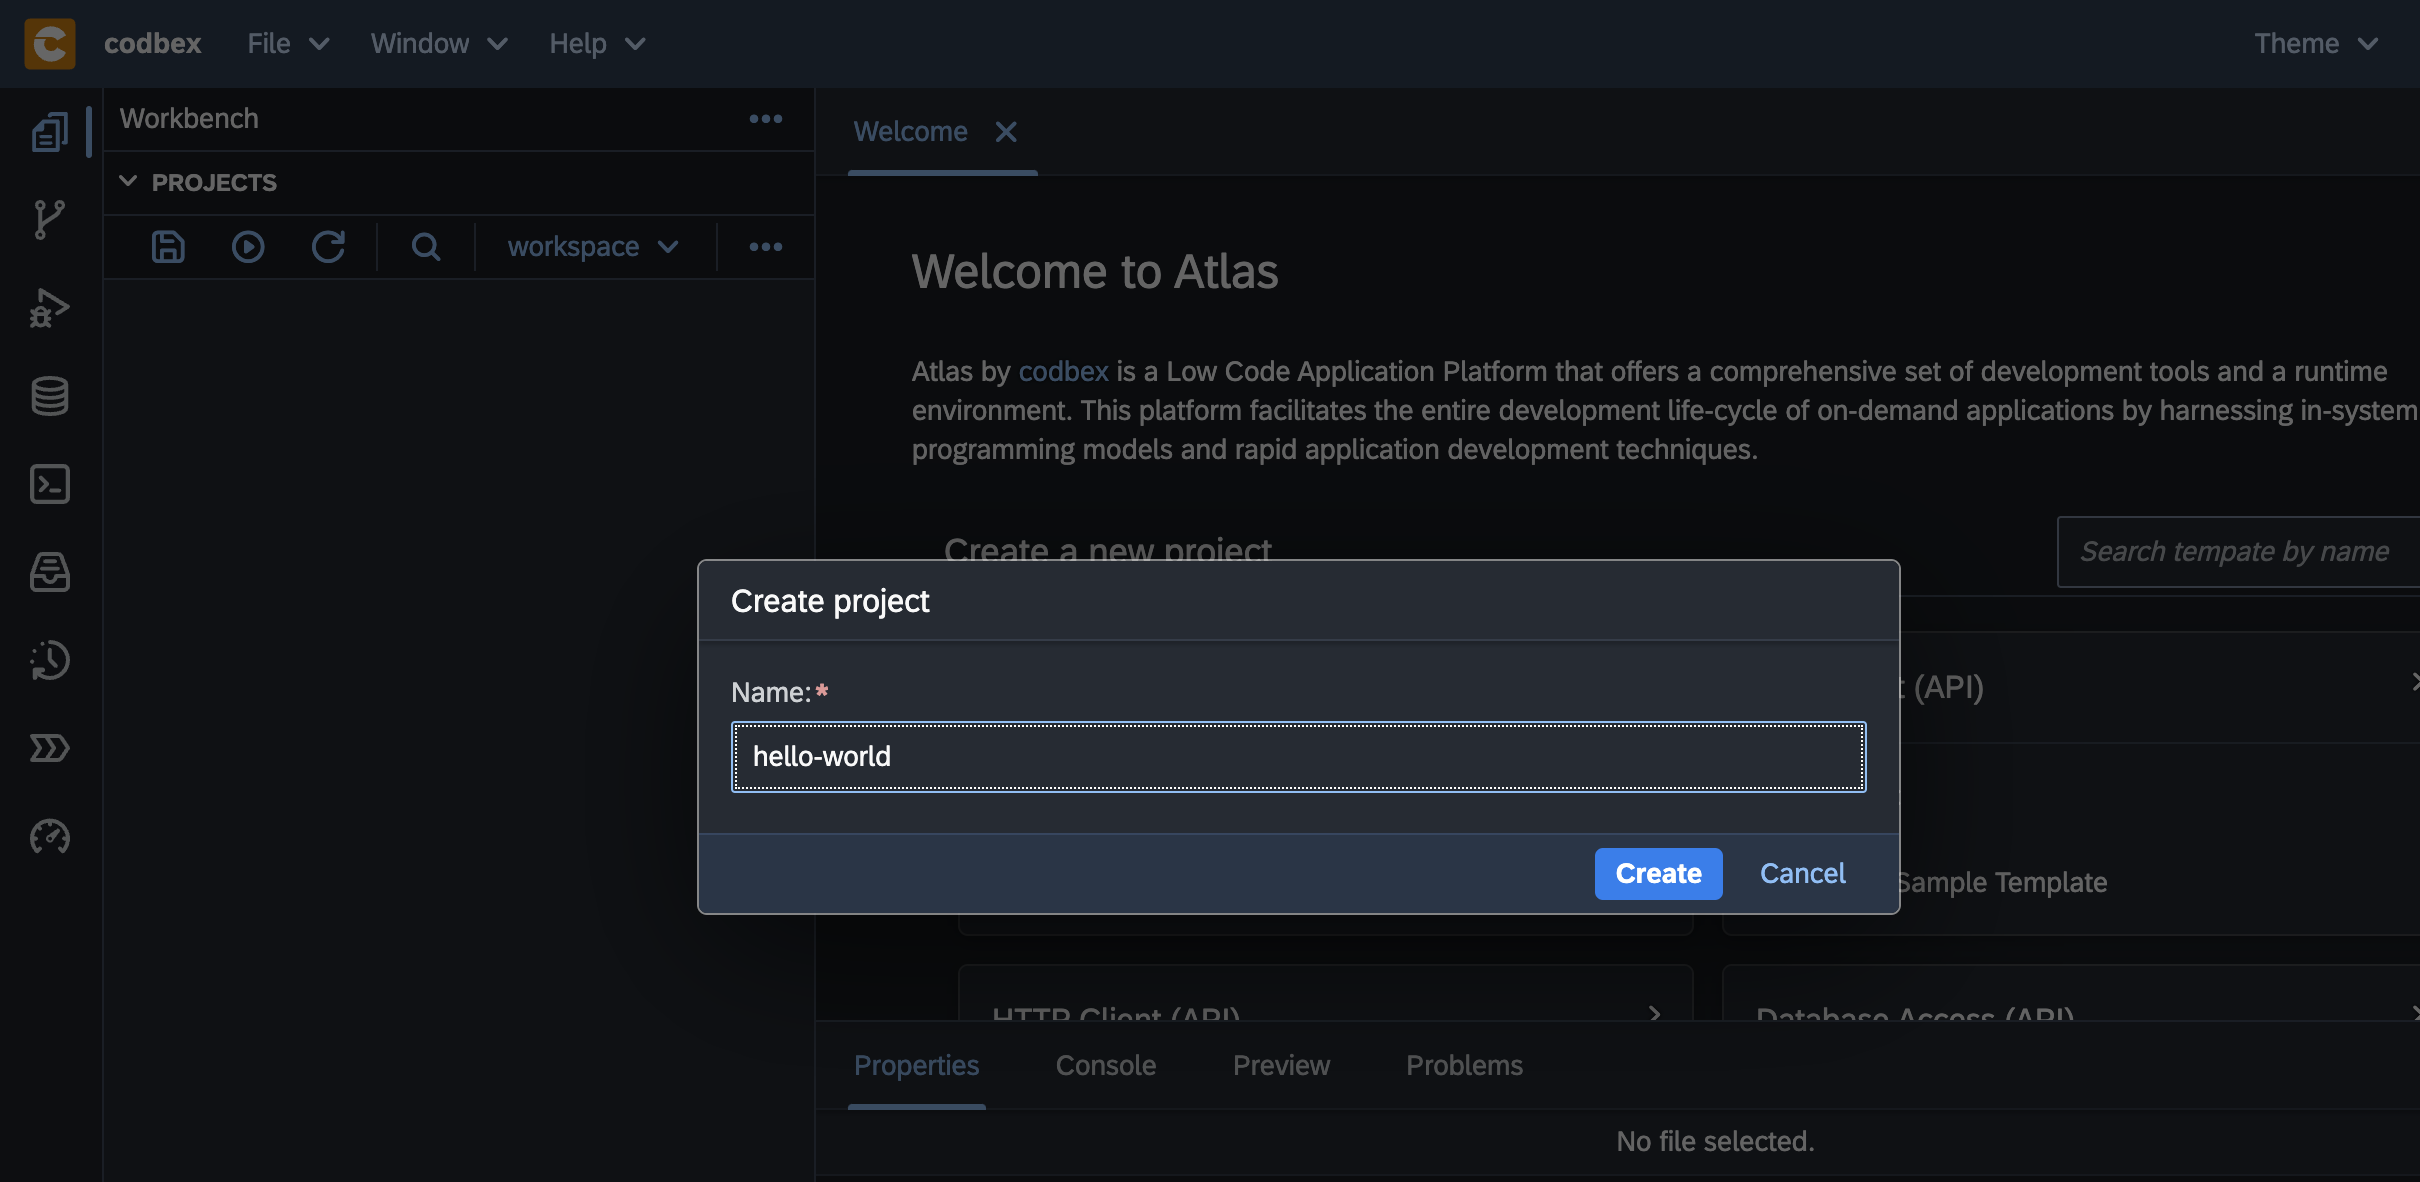 codbex File Window Help Theme
Workbench
Welcome
PROJECTS
workspace
Welcome to Atlas
Atlas by codbex is a Low Code Application Platform that offers a comprehensive set of development tools and a runtime
environment. This platform facilitates the entire development life-cycle of on-demand applications by harnessing in-system
programming models and rapid application development techniques.
Create a new project
Search tempate by name
Create project
Name:*
hello-world
Create Cancel
(API)
Sample Template
HTTP Client (API)
Database Access (API)
Properties Console Preview Problems
No file selected.